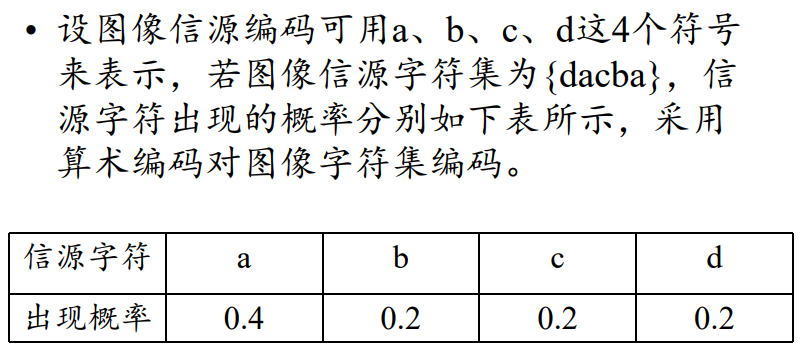 • 设图像信源编码可用a、b、c、d这4个符号
来表示，若图像信源字符集为{dacba}，信
源字符出现的概率分别如下表所示，采用
算术编码对图像字符集编码。
信源字符 a b c d
出现概率 0.4 0.2 0.2 0.2